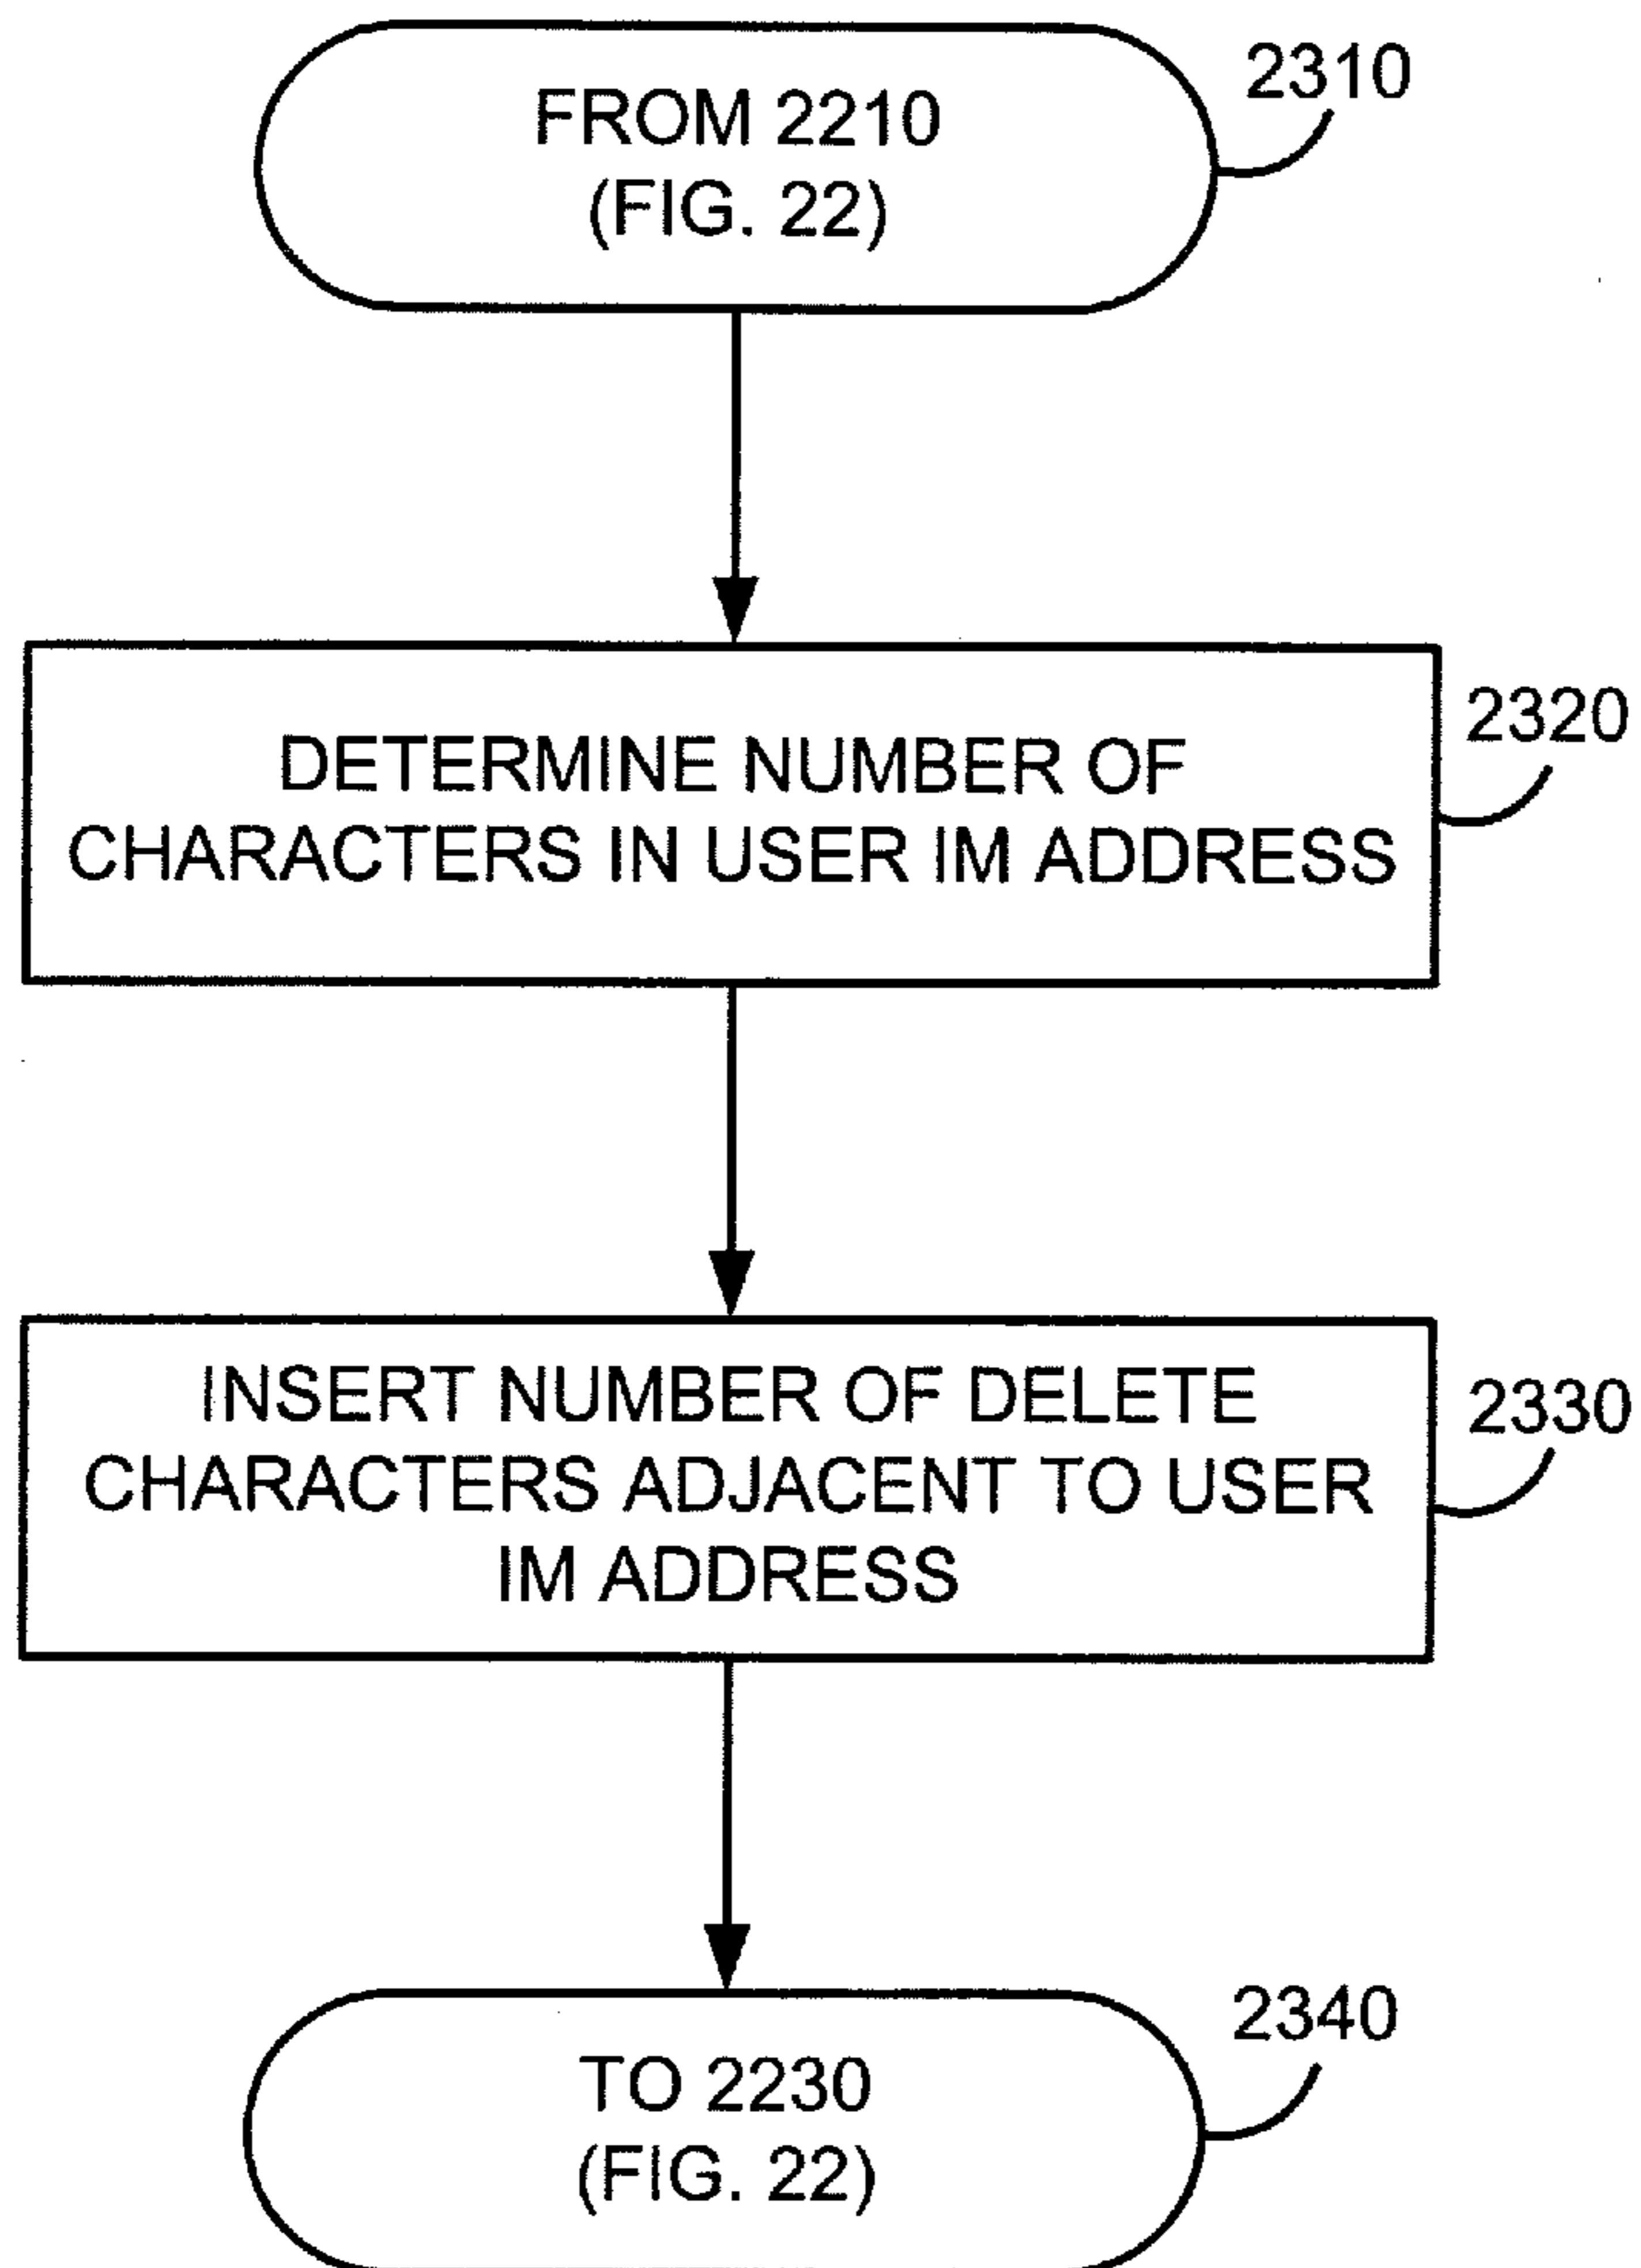 FROM 2210
(FIG. 22)
2310
DETERMINE NUMBER OF
CHARACTERS IN USER IM ADDRESS
2320
INSERT NUMBER OF DELETE
CHARACTERS ADJACENT TO USER
IM ADDRESS
2330
TO 2230
(FIG. 22)
2340